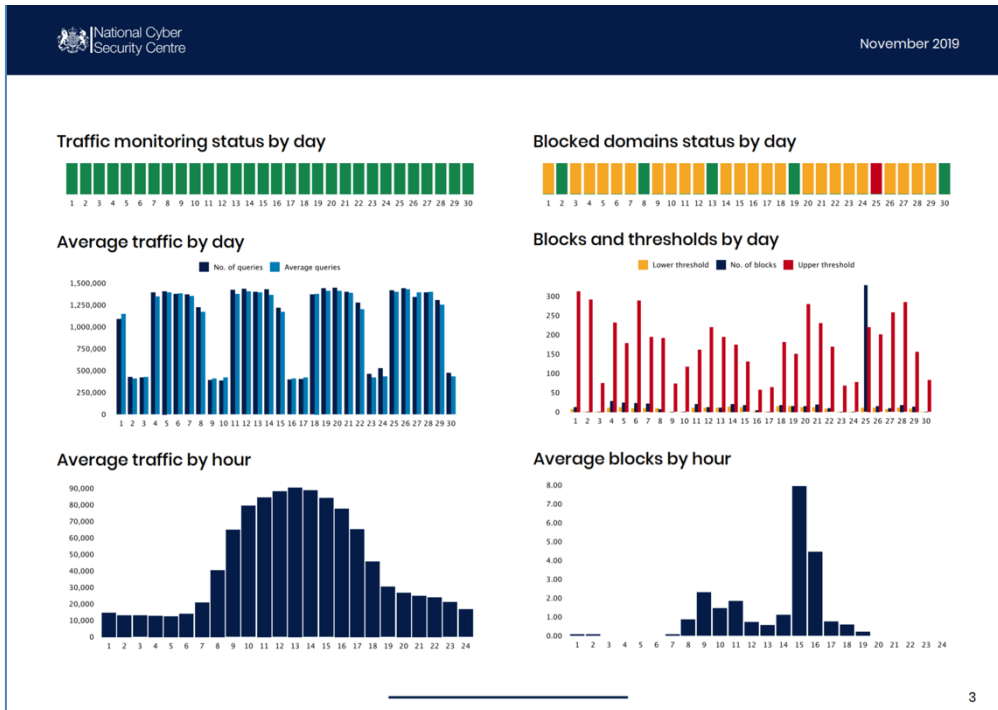 National Cyber
Security Centre
November 2019
Traffic monitoring status by day
1 2 3 4 5 6 7 8 9 10 11 12 13 14 15 16 17 18 19 20 21 22 23 24 25 26 27 28 29 30
Average traffic by day
No. of queries Average queries
1,500,000
1,250,000
1,000,000
750,000
500,000
250,000
0
1 2 3 4 5 6 7 8 9 10 11 12 13 14 15 16 17 18 19 20 21 22 23 24 25 26 27 28 29 30
Average traffic by hour
90,000
80,000
70,000
60,000
50,000
40,000
30,000
20,000
10,000
0
1 2 3 4 5 6 7 8 9 10 11 12 13 14 15 16 17 18 19 20 21 22 23 24
Blocked domains status by day
1 2 3 4 5 6 7 8 9 10 11 12 13 14 15 16 17 18 19 20 21 22 23 24 25 26 27 28 29 30
Blocks and thresholds by day
Lower threshold No. of blocks Upper threshold
300
250
200
150
100
50
0
1 2 3 4 5 6 7 8 9 10 11 12 13 14 15 16 17 18 19 20 21 22 23 24 25 26 27 28 29 30
Average blocks by hour
8.00
7.00
6.00
5.00
4.00
3.00
2.00
1.00
0.00
1 2 3 4 5 6 7 8 9 10 11 12 13 14 15 16 17 18 19 20 21 22 23 24
3